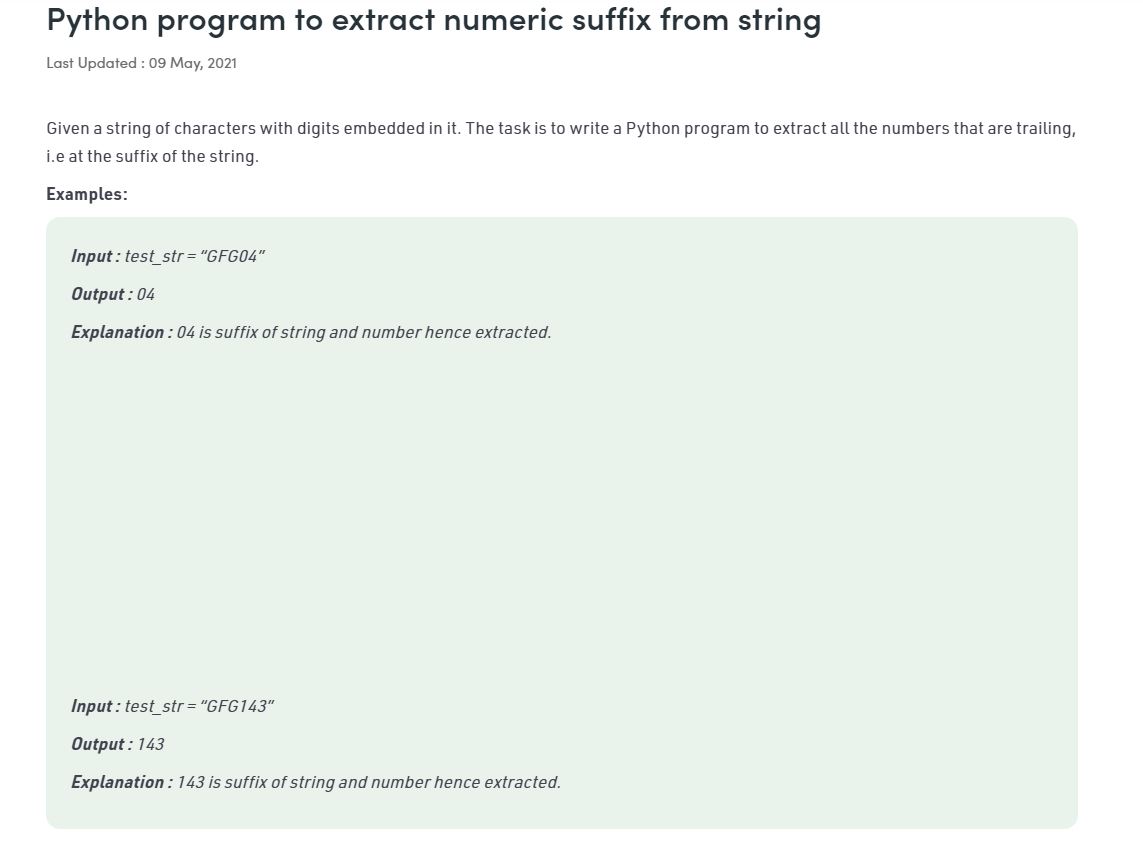 Python program to extract numeric suffix from string
Last Updated : 09 May, 2021
Given a string of characters with digits embedded in it. The task is to write a Python program to extract all the numbers that are trailing,
i.e at the suffix of the string.
Examples:
Input : test_str = “GFG04”
Output : 04
Explanation : 04 is suffix of string and number hence extracted.
Input : test_str = “GFG143”
Output : 143
Explanation : 143 is suffix of string and number hence extracted.